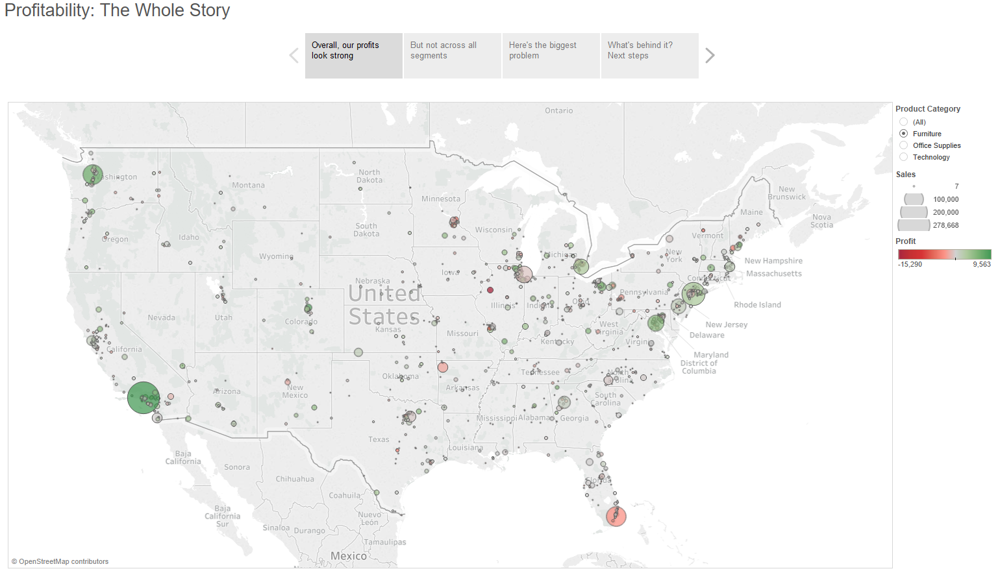 Profitability: The Whole Story
Overall, our profits
look strong
But not across all
segments
Here's the biggest
problem
What's behind it?
Next steps
Product Category
(All)
Furniture
Office Supplies
Technology
Sales
7
100,000
200,000
278,668
Profit
-15,290
9,563
Ontario
Washington
Montana
North
Dakota
Minnesota
New
Brunswick
Maine
Nova
Scotia
Oregon
Idaho
South
Dakota
Wisconsin
Michigan
Vermont
New
York
Wyoming
New Hampshire
Massachusetts
Connecticut
Rhode Island
Nebraska
Iowa
United
States
Pennsylvania
Nevada
Utah
Colorado
Kansas
Illinois
Missouri
West
Virginia
New Jersey
Delaware
California
Kentucky
Virginia
Maryland
District of
Columbia
Arizona
New
Mexico
Oklahoma
Arkansas
Tennessee
North
Carolina
South
Carolina
Texas
Mississippi
Alabama
Georgia
Louisiana
Florida
Baja
California
Sonora
Chihuahua
Coahuila
Baja
California
Sur
Nuevo
León
Sinaloa
Durango
Tamaulipas
Mexico
© OpenStreetMap contributors